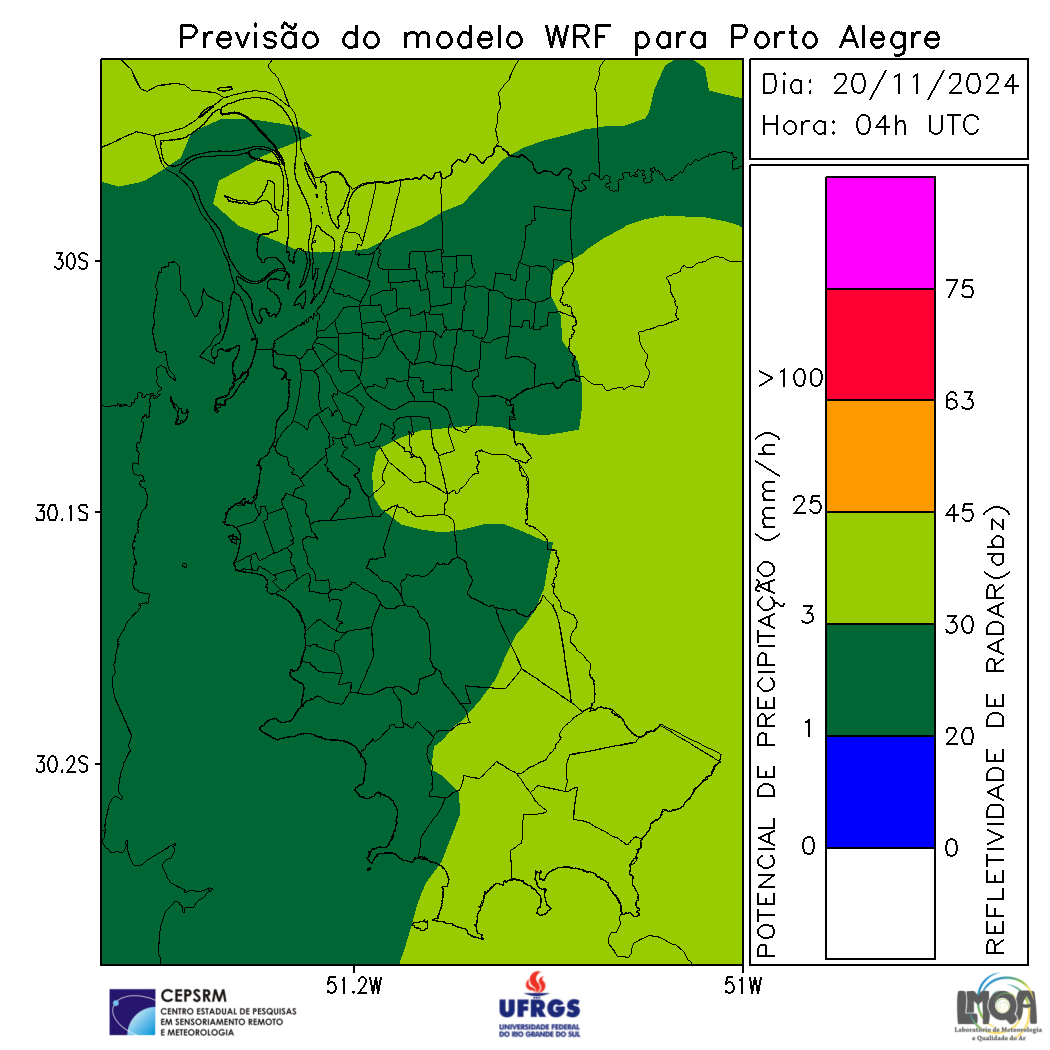 Previsão do modelo WRF para Porto Alegre
Dia: 20/11/2024
Hora: 04h UTC
75
>100
63
25
45
3
30
1
20
0
0
POTENCIAL DE PRECIPITAÇÃO (mm/h)
REFLETIVIDADE DE RADAR(dbz)
30S
30.1S
30.2S
51.2W
51W
CEPSRM
CENTRO ESTADUAL DE PESQUISAS
EM SENSORIAMENTO REMOTO
E METEOROLOGIA
UFRGS
UNIVERSIDADE FEDERAL
DO RIO GRANDE DO SUL
LMQA
Laboratório de Meteorologia
e Qualidade do Ar